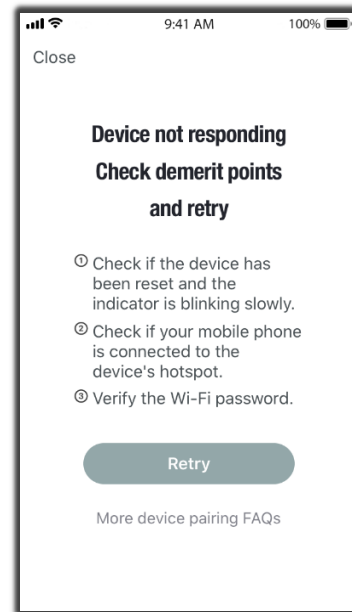 9:41 AM
100%
Close
Device not responding
Check demerit points
and retry
① Check if the device has
been reset and the
indicator is blinking slowly.
② Check if your mobile phone
is connected to the
device's hotspot.
③ Verify the Wi-Fi password.
Retry
More device pairing FAQs